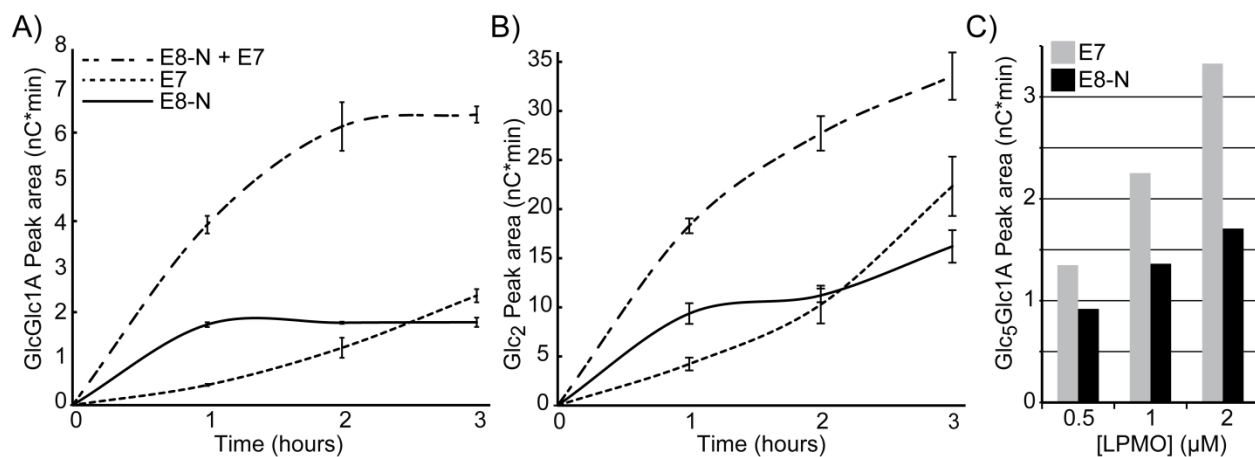 A)
GlcGlc1A Peak area (nC*min)
8
7
6
5
4
3
2
1
0
E8-N + E7
E7
E8-N
0 1 2 3
Time (hours)
B)
Glc2 Peak area (nC*min)
35
30
25
20
15
10
5
0
0 1 2 3
Time (hours)
C)
Glc5Glc1A Peak area (nC*min)
E7
E8-N
3
2
1
0
0.5 1 2
[LPMO] (µM)